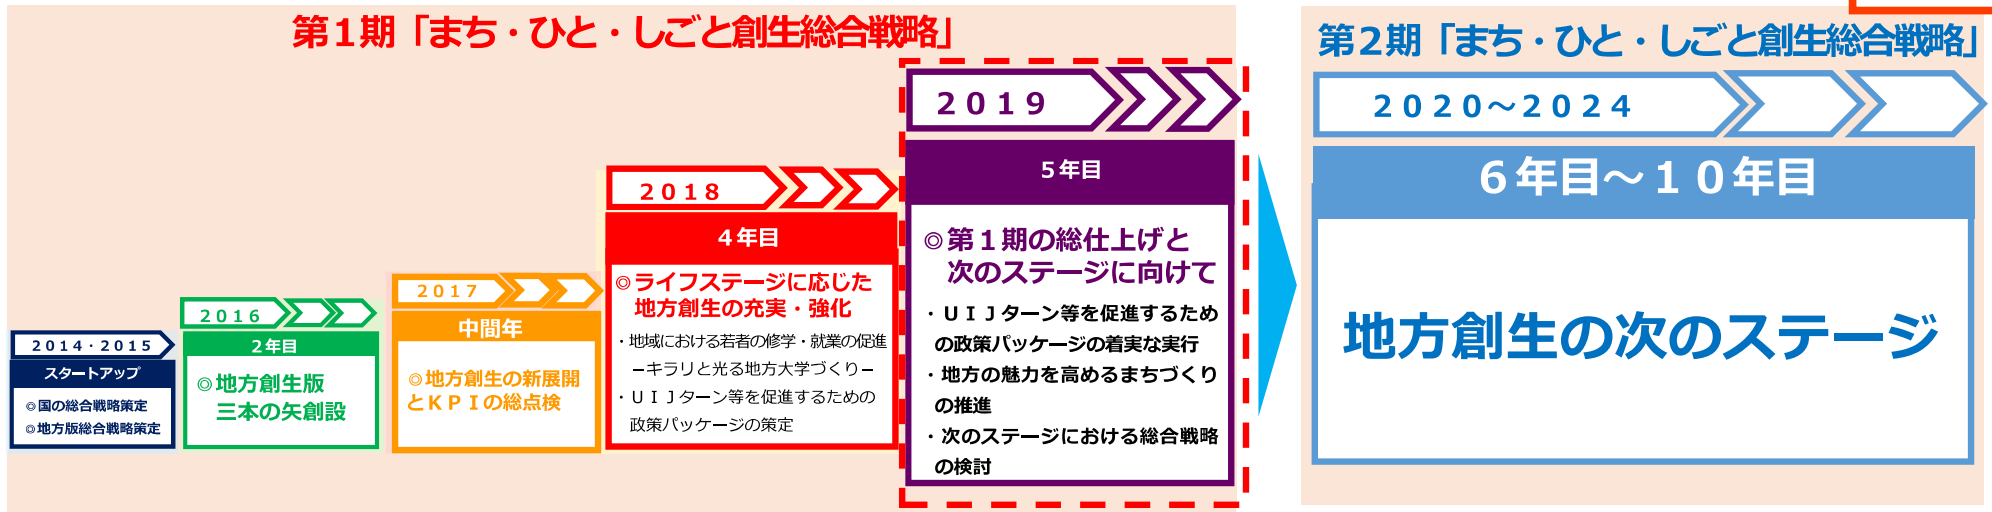 第１期「まち・ひと・しごと創生総合戦略」
２０１４・２０１５
スタートアップ
◎国の総合戦略策定
◎地方版総合戦略策定
２０１６
２年目
◎地方創生版
三本の矢創設
２０１７
中間年
◎地方創生の新展開
とＫＰＩの総点検
２０１８
４年目
◎ライフステージに応じた
地方創生の充実・強化
・地域における若者の修学・就業の促進
－キラリと光る地方大学づくり－
・ＵＩＪターン等を促進するための
政策パッケージの策定
２０１９
５年目
◎第１期の総仕上げと
次のステージに向けて
・ＵＩＪターン等を促進するため
の政策パッケージの着実な実行
・地方の魅力を高めるまちづくり
の推進
・次のステージにおける総合戦略
の検討
第２期「まち・ひと・しごと創生総合戦略」
２０２０～２０２４
６年目～１０年目
地方創生の次のステージ